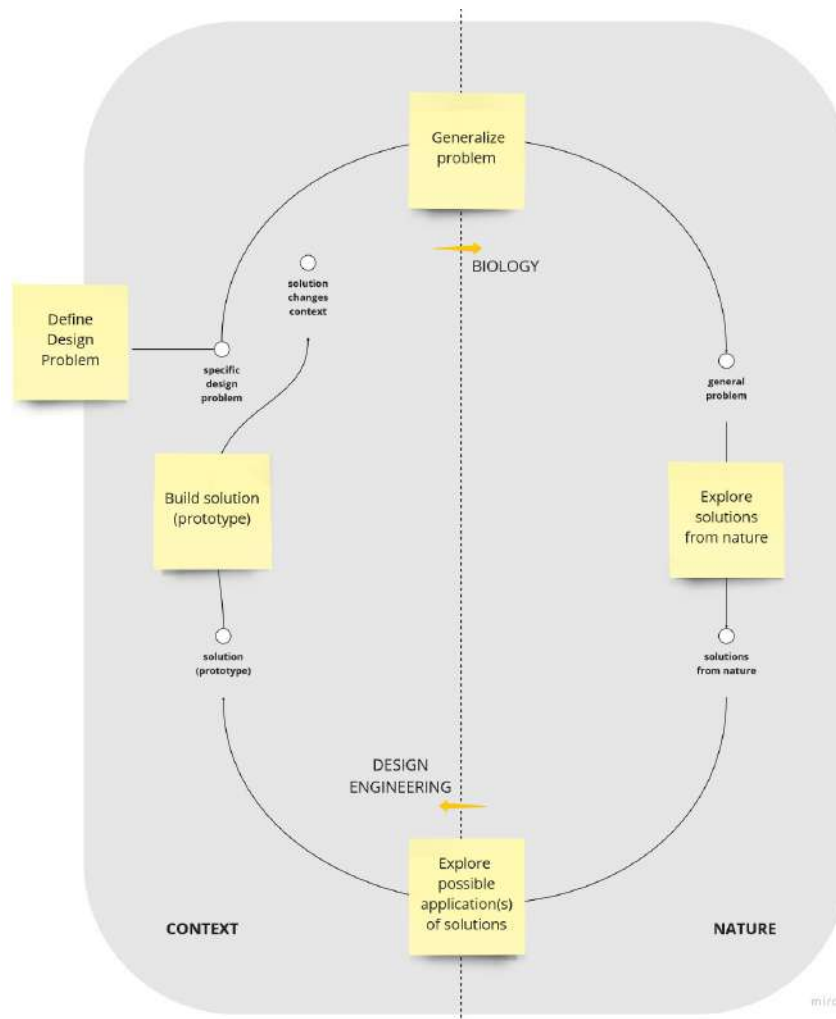 Generalize
problem
BIOLOGY
solution
changes
context
Define
Design
Problem
specific
design
problem
general
problem
Build solution
(prototype)
Explore
solutions
from nature
solution
(prototype)
solutions
from nature
DESIGN
ENGINEERING
Explore
possible
application(s)
of solutions
CONTEXT
NATURE